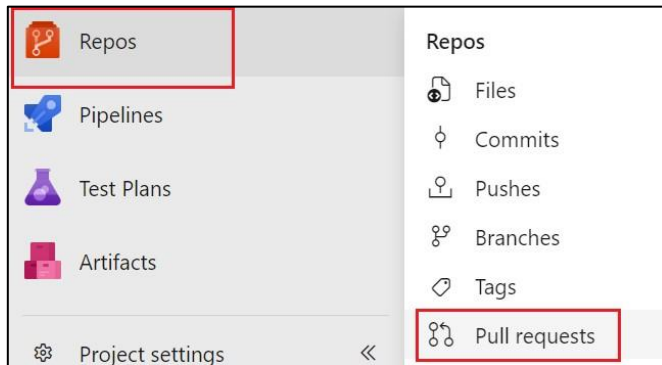 Repos
Pipelines
Test Plans
Artifacts
Project settings
Repos
Files
Commits
Pushes
Branches
Tags
Pull requests